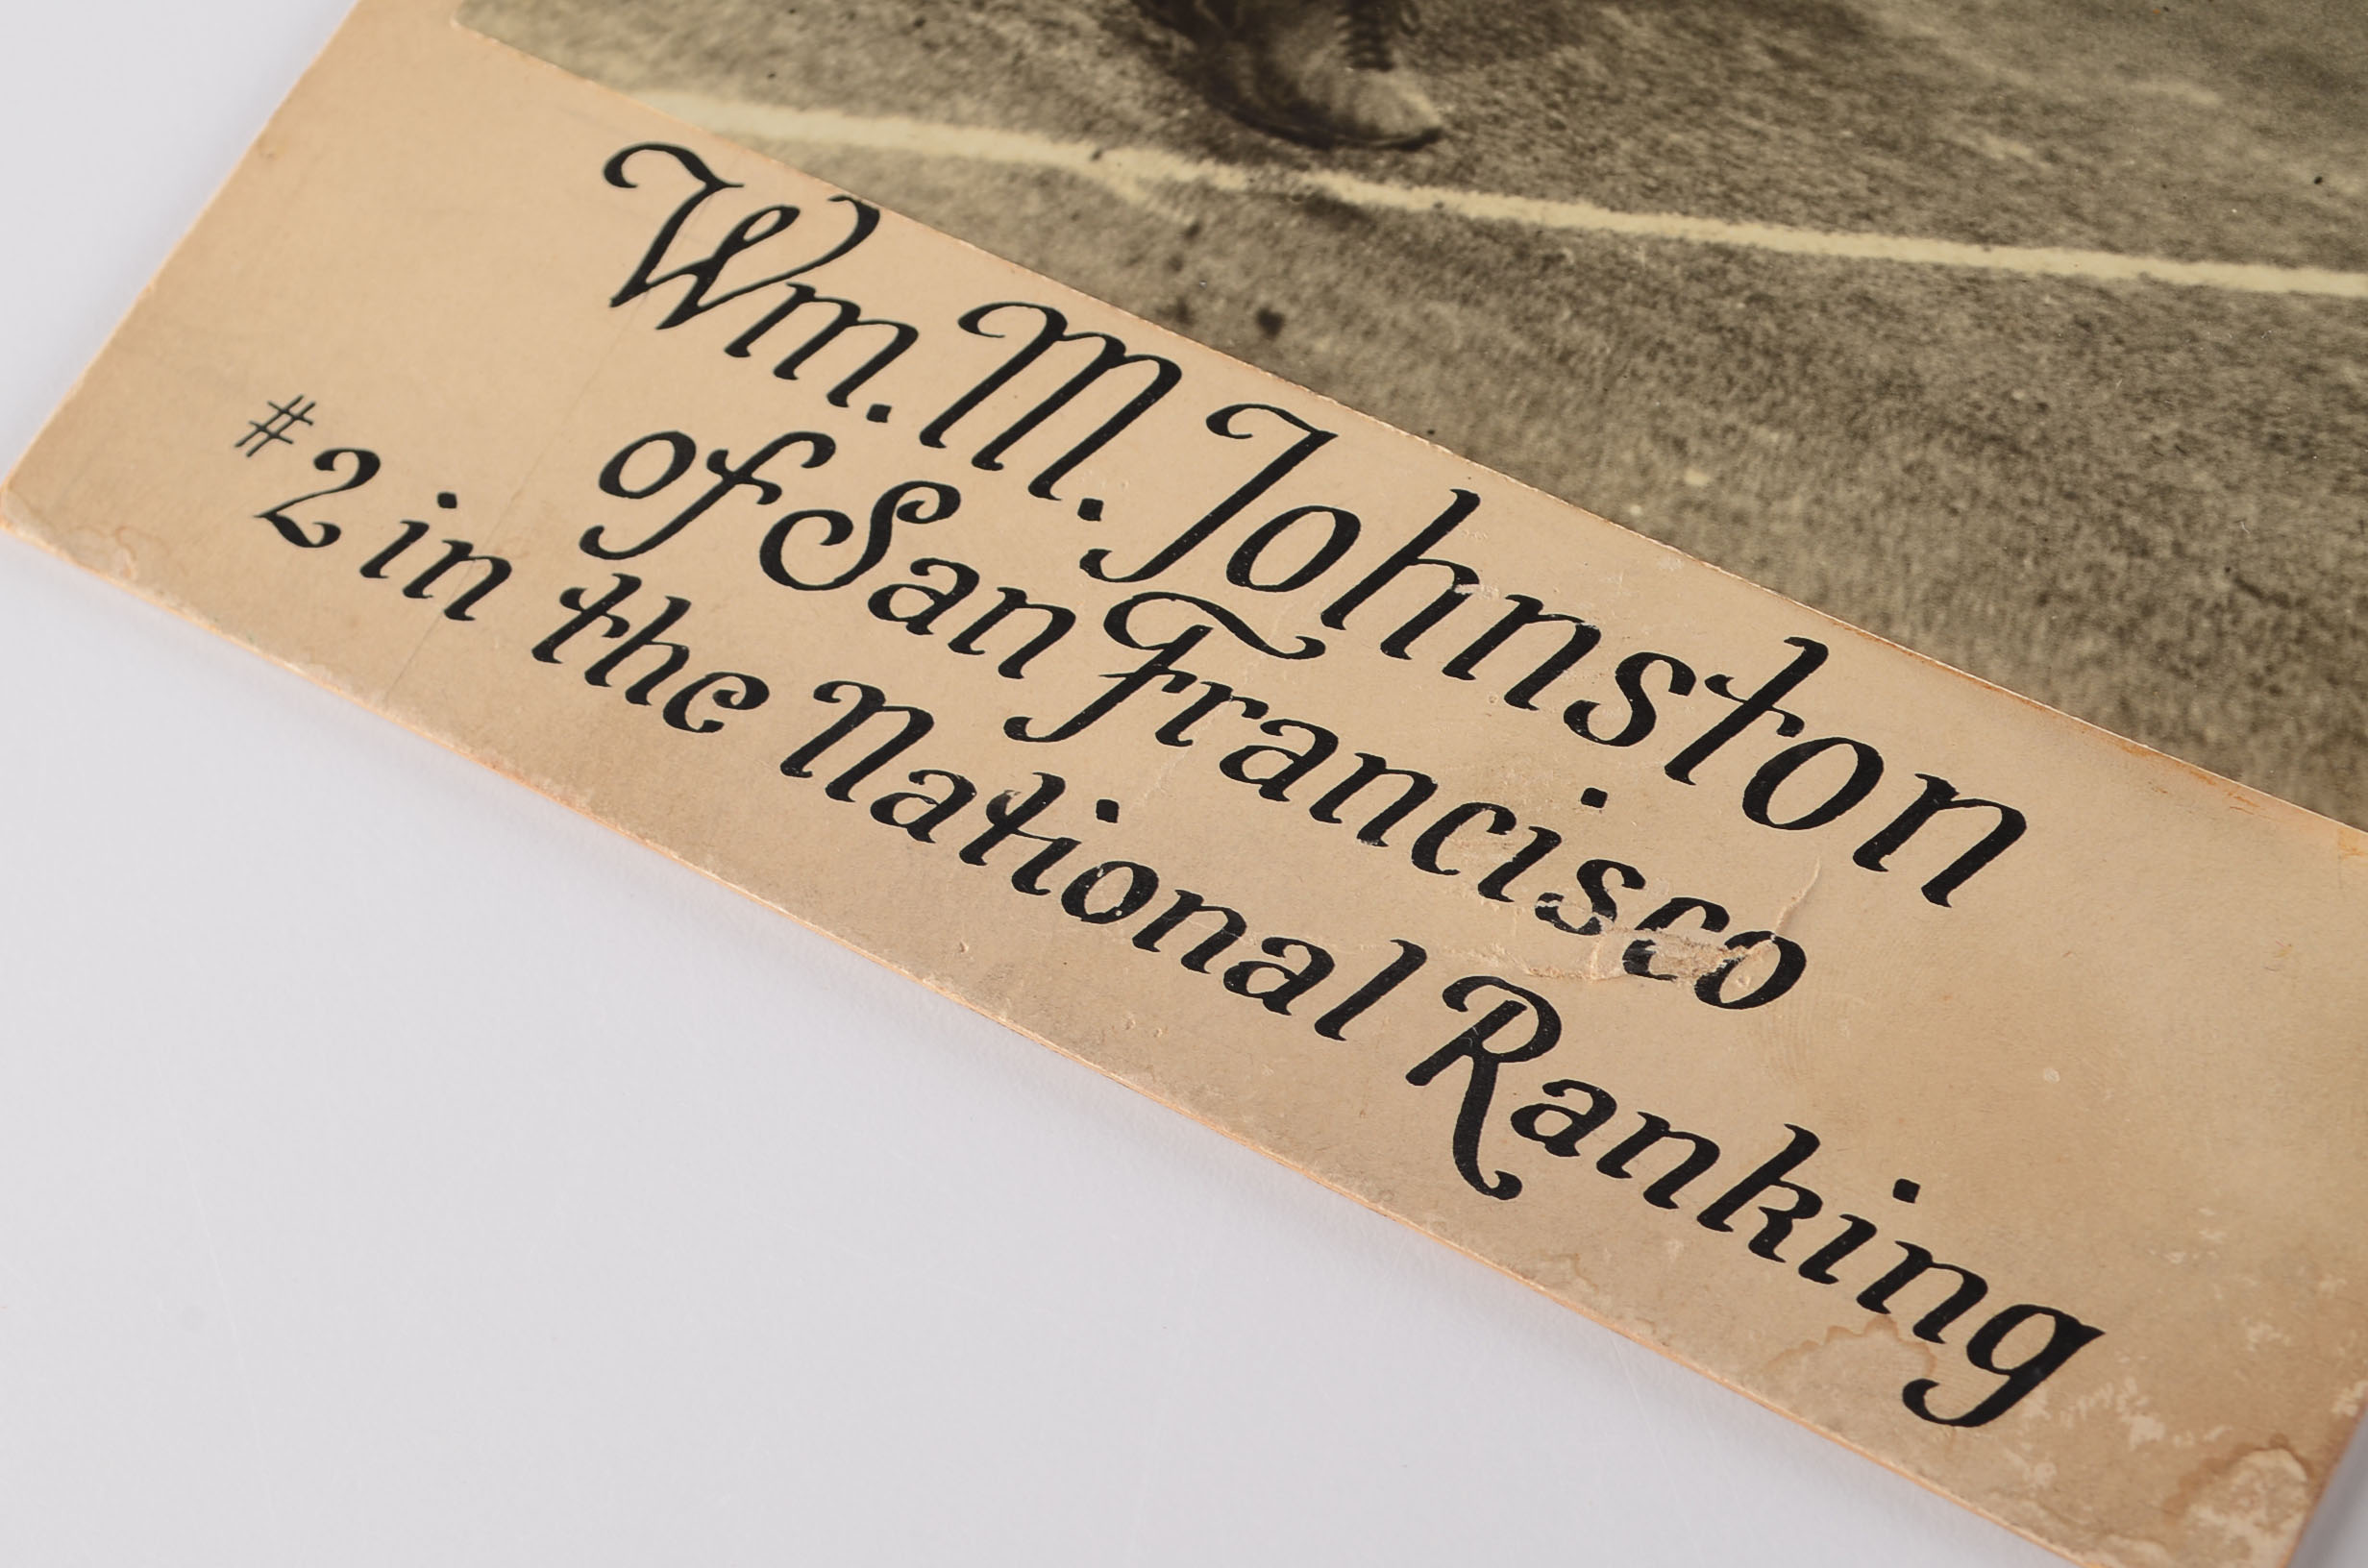 Wm. M. Johnston
of San Francisco
#2 in the National Ranking